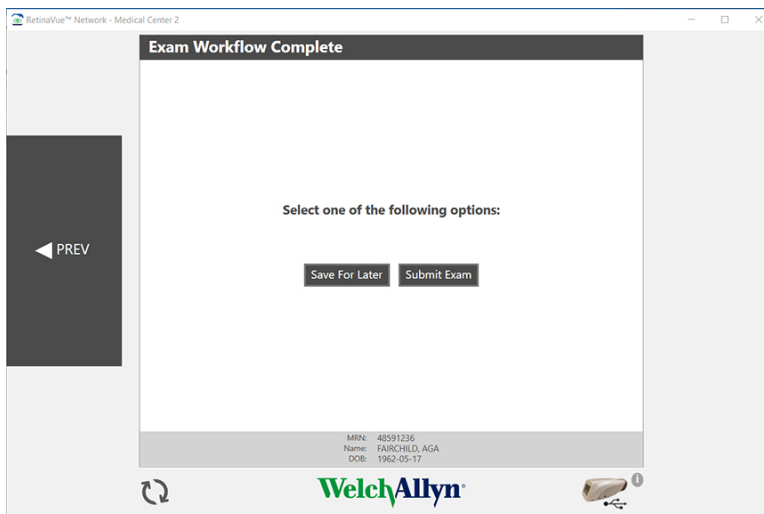 RetinaVue™ Network - Medical Center 2
Exam Workflow Complete
Select one of the following options:
PREV
Save For Later Submit Exam
MRN: 48591236
Name: FAIRCHILD, AGA
DOB: 1962-05-17
WelchAllyn®
i